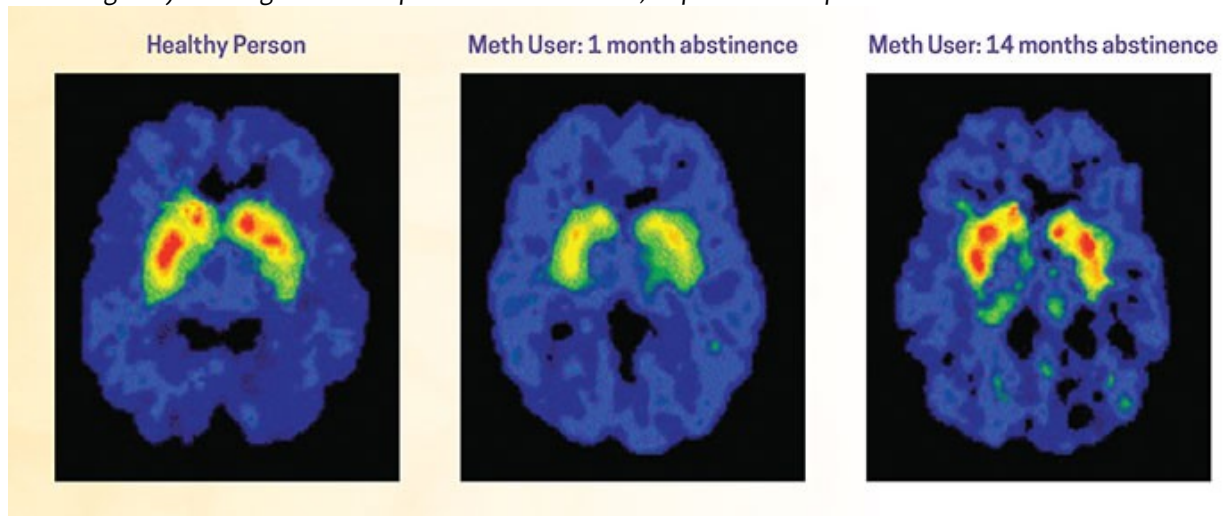 Healthy Person
Meth User: 1 month abstinence
Meth User: 14 months abstinence